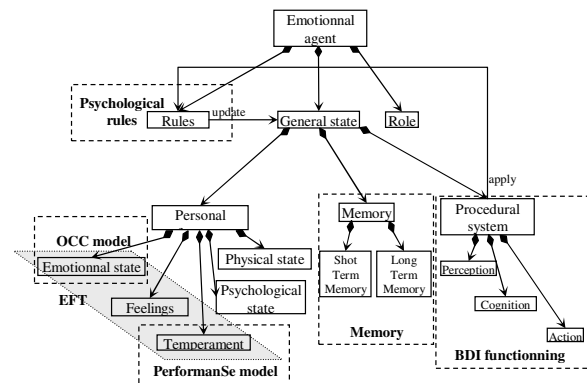 Emotionnal
agent
Psychological
rules
Rules
update
General state
Role
apply
Personal
Memory
Procedural
system
OCC model
Emotionnal state
Physical state
Shot
Term
Memory
Long
Term
Memory
Perception
EFT
Feelings
Psychological
state
Cognition
Temperament
Memory
Action
PerformanSe model
BDI functionning